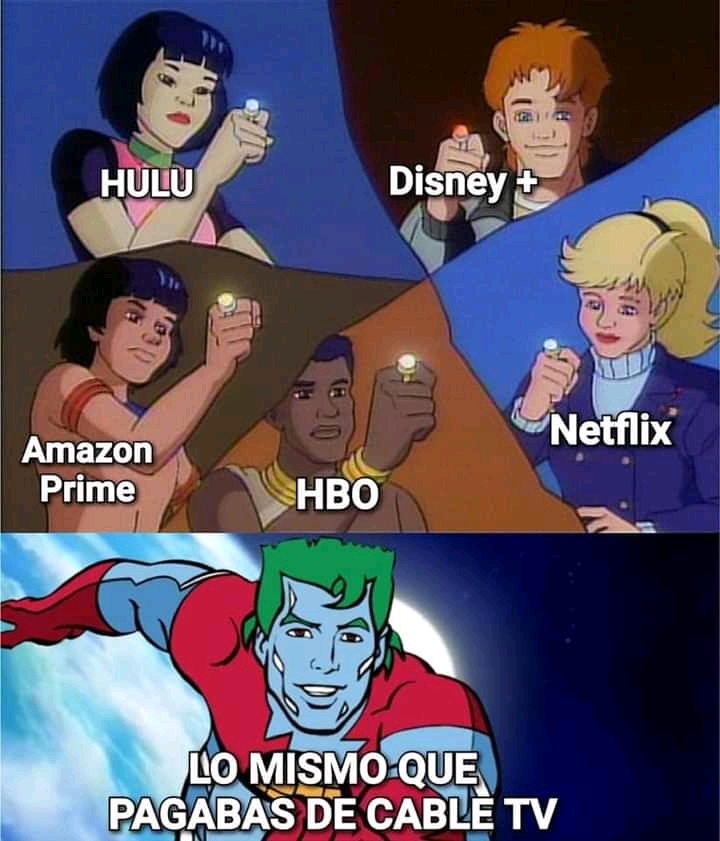 HULU
Disney +
Netflix
Amazon
Prime
HBO
LO MISMO QUE
PAGABAS DE CABLE TV